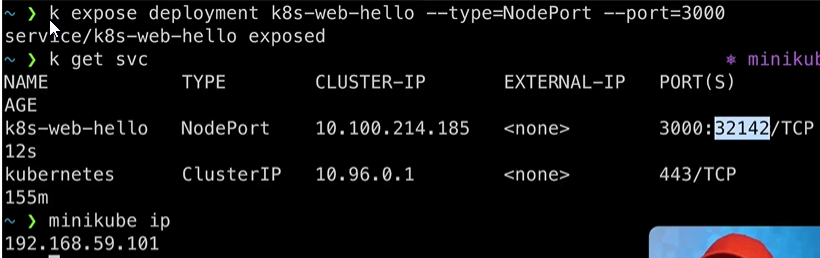 ~ ❯ k expose deployment k8s-web-hello --type=NodePort --port=3000
service/k8s-web-hello exposed
~ ❯ k get svc ⎈ minikub
NAME TYPE CLUSTER-IP EXTERNAL-IP PORT(S)
AGE
k8s-web-hello NodePort 10.100.214.185 <none> 3000:32142/TCP
12s
kubernetes ClusterIP 10.96.0.1 <none> 443/TCP
155m
~ ❯ minikube ip
192.168.59.101